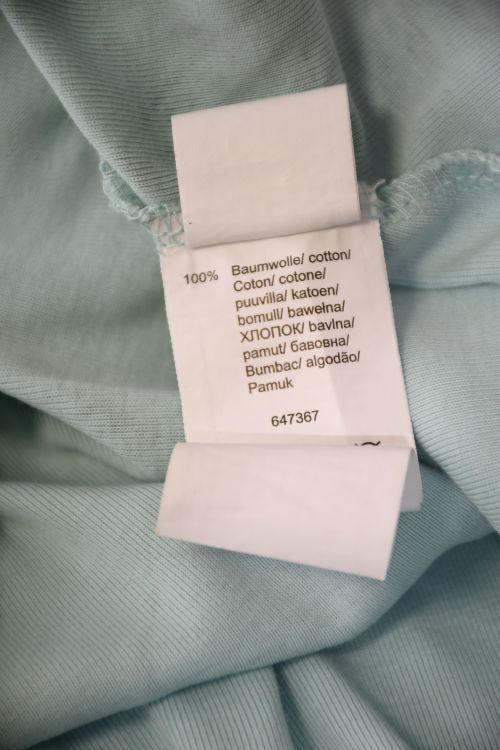 100% Baumwolle/ cotton/
Coton/ cotone/
puuvilla/ katoen/
bomull/ bawełna/
ХЛОПОК/ bavlna/
pamut/ бавовна/
Bumbac/ algodão/
Pamuk
647367